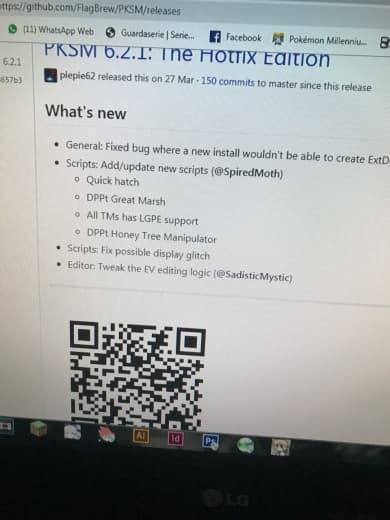 https://github.com/FlagBrew/PKSM/releases
(11) WhatsApp Web Guardaserie | Serie... Facebook Pokémon Millenniu...
6.2.1
PKSM 6.2.1: The Hotfix Edition
657b3
piepie62 released this on 27 Mar · 150 commits to master since this release
What's new
General: Fixed bug where a new install wouldn't be able to create ExtD
Scripts: Add/update new scripts (@SpiredMoth)
Quick hatch
DPPt Great Marsh
All TMs has LGPE support
DPPt Honey Tree Manipulator
Scripts: Fix possible display glitch
Editor: Tweak the EV editing logic (@SadisticMystic)
Ai Id Ps
LG